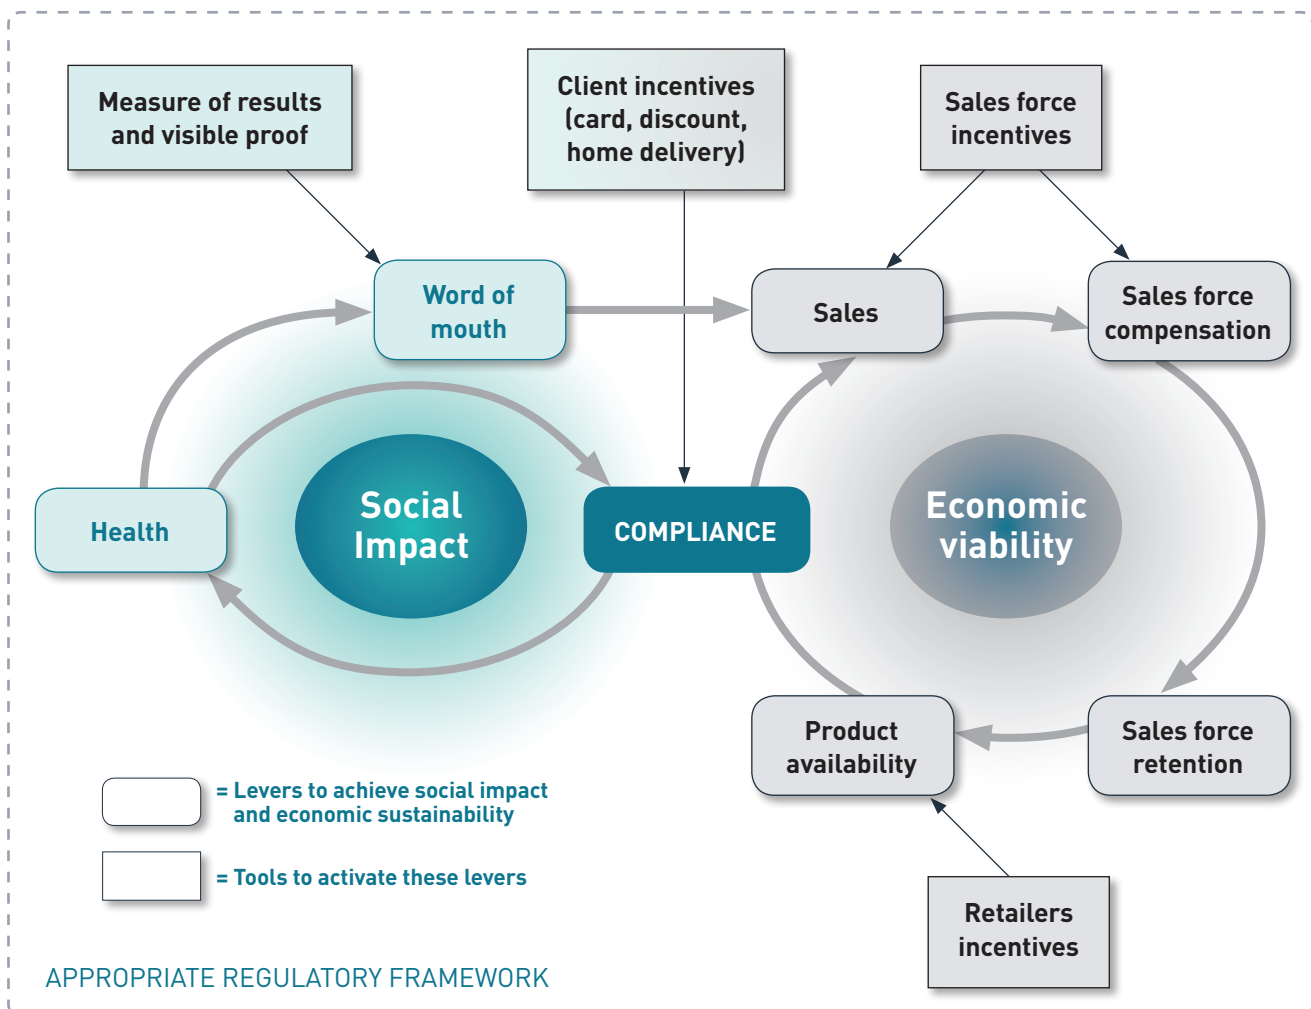 Measure of results
and visible proof
Client incentives
(card, discount,
home delivery)
Sales force
incentives
Word of
mouth
Sales
Sales force
compensation
Health
Social
Impact
COMPLIANCE
Economic
viability
Product
availability
Sales force
retention
= Levers to achieve social impact
and economic sustainability
= Tools to activate these levers
Retailers
incentives
APPROPRIATE REGULATORY FRAMEWORK